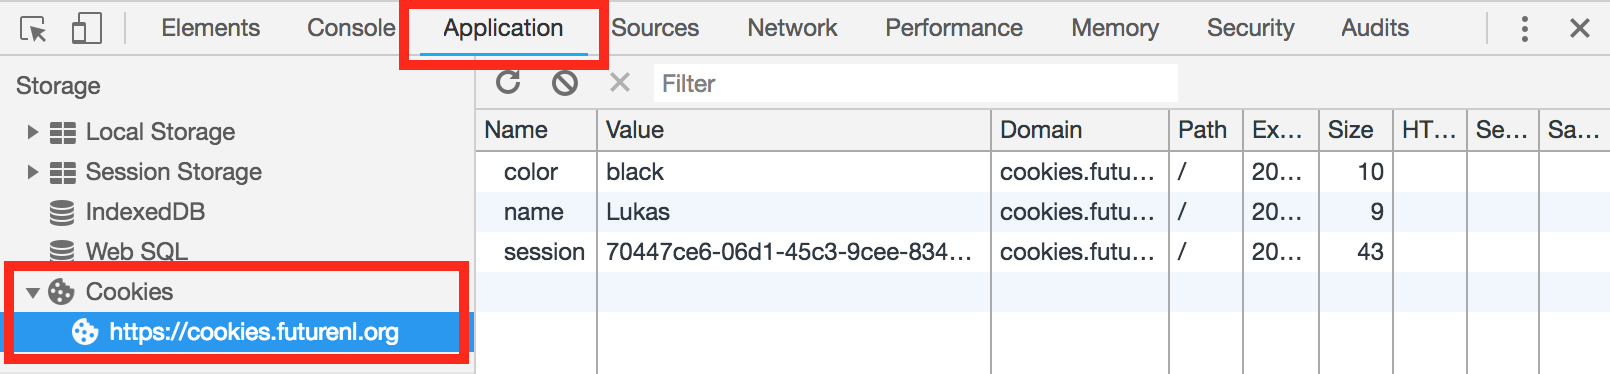 Elements Console Application Sources Network Performance Memory Security Audits
Storage
Filter
Local Storage
Session Storage
IndexedDB
Web SQL
Cookies
https://cookies.futurenl.org
Name Value Domain Path Ex... Size HT... Se... Sa...
color black cookies.futu... / 20... 10
name Lukas cookies.futu... / 20... 9
session 70447ce6-06d1-45c3-9cee-834... cookies.futu... / 20... 43